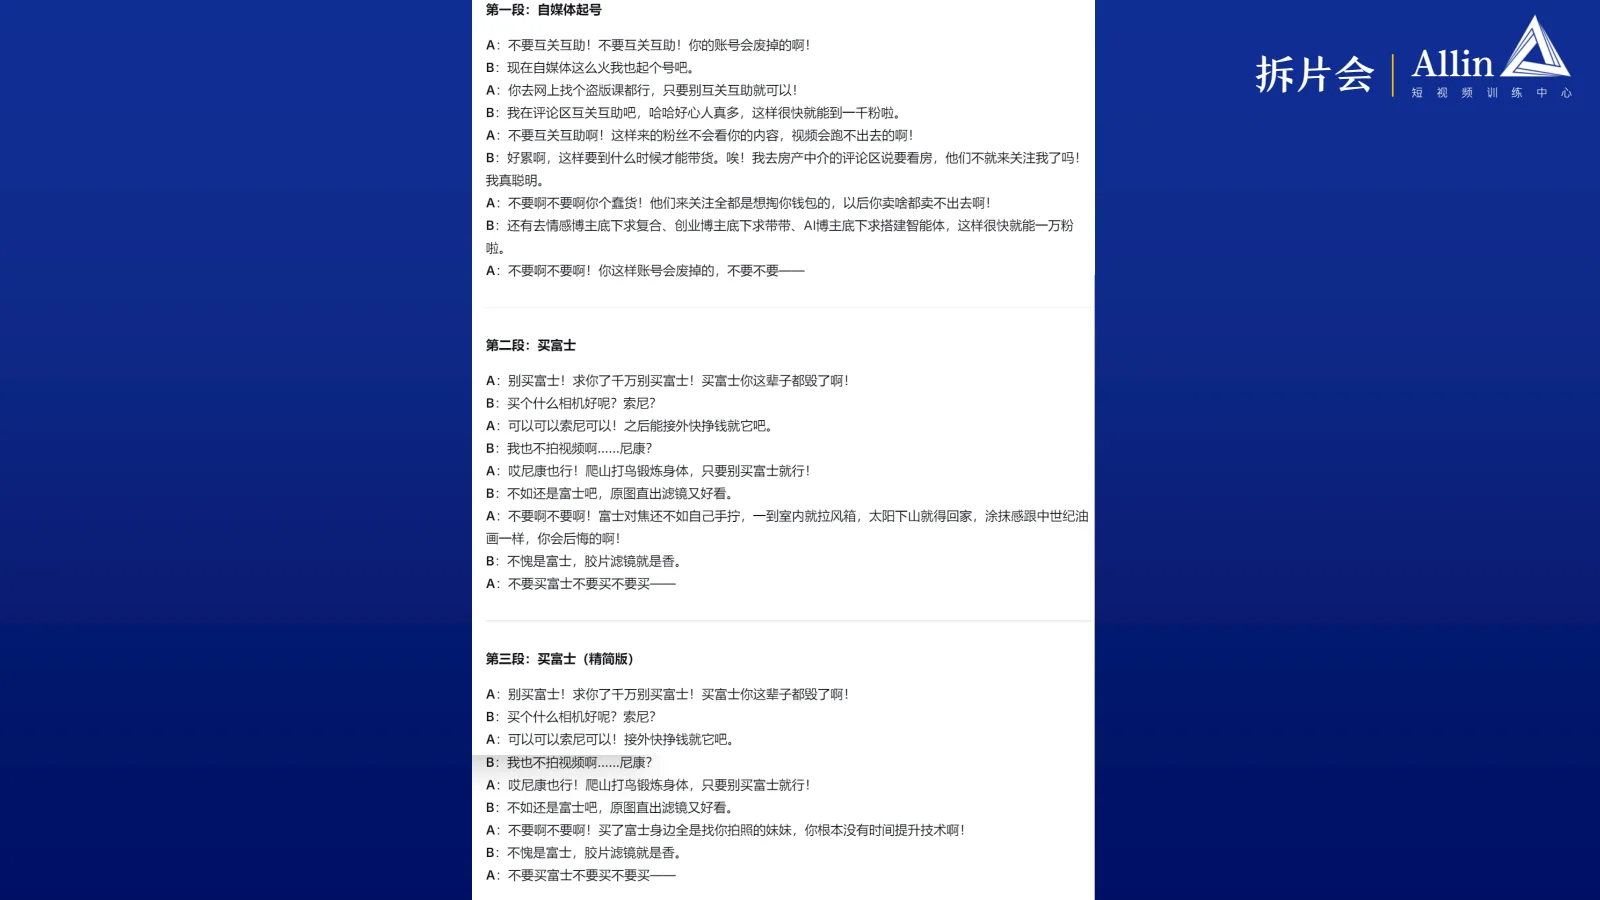 第一段：自媒体起号
A：不要互关互助！不要互关互助！你的账号会废掉的啊！
B：现在自媒体这么火我也起个号吧。
A：你去网上找个盗版课都行，只要别互关互助就可以！
B：我在评论区互关互助吧，哈哈好心人真多，这样很快就能到一千粉啦。
A：不要互关互助啊！这样来的粉丝不会看你的内容，视频会跑不出去的啊！
B：好累啊，这样要到什么时候才能带货。唉！我去房产中介的评论区说要看房，他们不就来关注我了吗！
我真聪明。
A：不要啊不要啊你个蠢货！他们来关注全都是想掏你钱包的，以后你卖啥都卖不出去啊！
B：还有去情感博主底下求复合、创业博主底下求带带、AI博主底下求搭建智能体，这样很快就能一万粉
啦。
A：不要啊不要啊！你这样账号会废掉的，不要不要——
第二段：买富士
A：别买富士！求你了千万别买富士！买富士你这辈子都毁了啊！
B：买个什么相机好呢？索尼？
A：可以可以索尼可以！之后能接外快挣钱就它吧。
B：我也不拍视频啊......尼康？
A：哎尼康也行！爬山打鸟锻炼身体，只要别买富士就行！
B：不如还是富士吧，原图直出滤镜又好看。
A：不要啊不要啊！富士对焦还不如自己手拧，一到室内就拉风箱，太阳下山就得回家，涂抹感跟中世纪油
画一样，你会后悔的啊！
B：不愧是富士，胶片滤镜就是香。
A：不要买富士不要买不要买——
第三段：买富士（精简版）
A：别买富士！求你了千万别买富士！买富士你这辈子都毁了啊！
B：买个什么相机好呢？索尼？
A：可以可以索尼可以！接外快挣钱就它吧。
B：我也不拍视频啊......尼康？
A：哎尼康也行！爬山打鸟锻炼身体，只要别买富士就行！
B：不如还是富士吧，原图直出滤镜又好看。
A：不要啊不要啊！买了富士身边全是找你拍照的妹妹，你根本没有时间提升技术啊！
B：不愧是富士，胶片滤镜就是香。
A：不要买富士不要买不要买——
拆片会
Allin
短视频训练中心